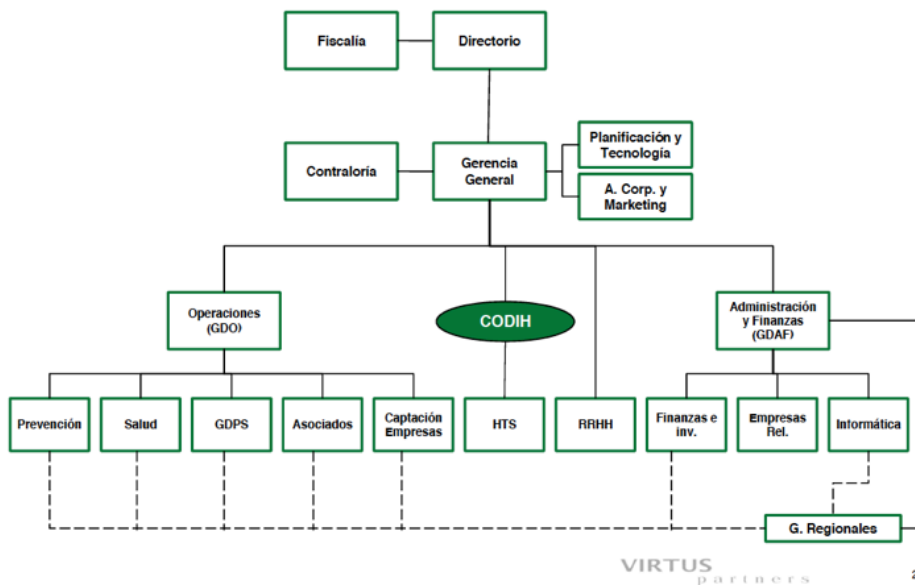 Fiscalía
Directorio
Contraloría
Gerencia
General
Planificación y
Tecnología
A. Corp. y
Marketing
Operaciones
(GDO)
CODIH
Administración
y Finanzas
(GDAF)
Prevención
Salud
GDPS
Asociados
Captación
Empresas
HTS
RRHH
Finanzas e
inv.
Empresas
Rel.
Informática
G. Regionales
VIRTUS
partners
2